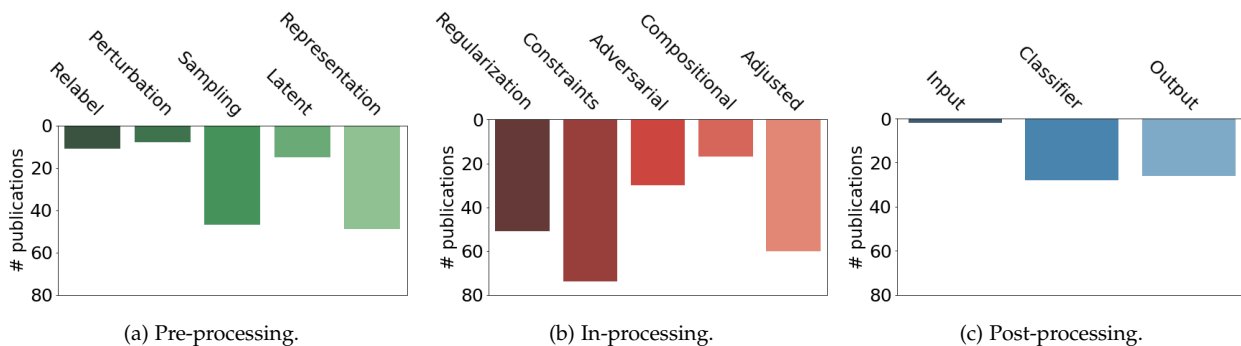 Relabel
Perturbation
Sampling
Latent
Representation
0
20
40
60
80
# publications
(a) Pre-processing.
Regularization
Constraints
Adversarial
Compositional
Adjusted
0
20
40
60
80
# publications
(b) In-processing.
Input
Classifier
Output
0
20
40
60
80
# publications
(c) Post-processing.